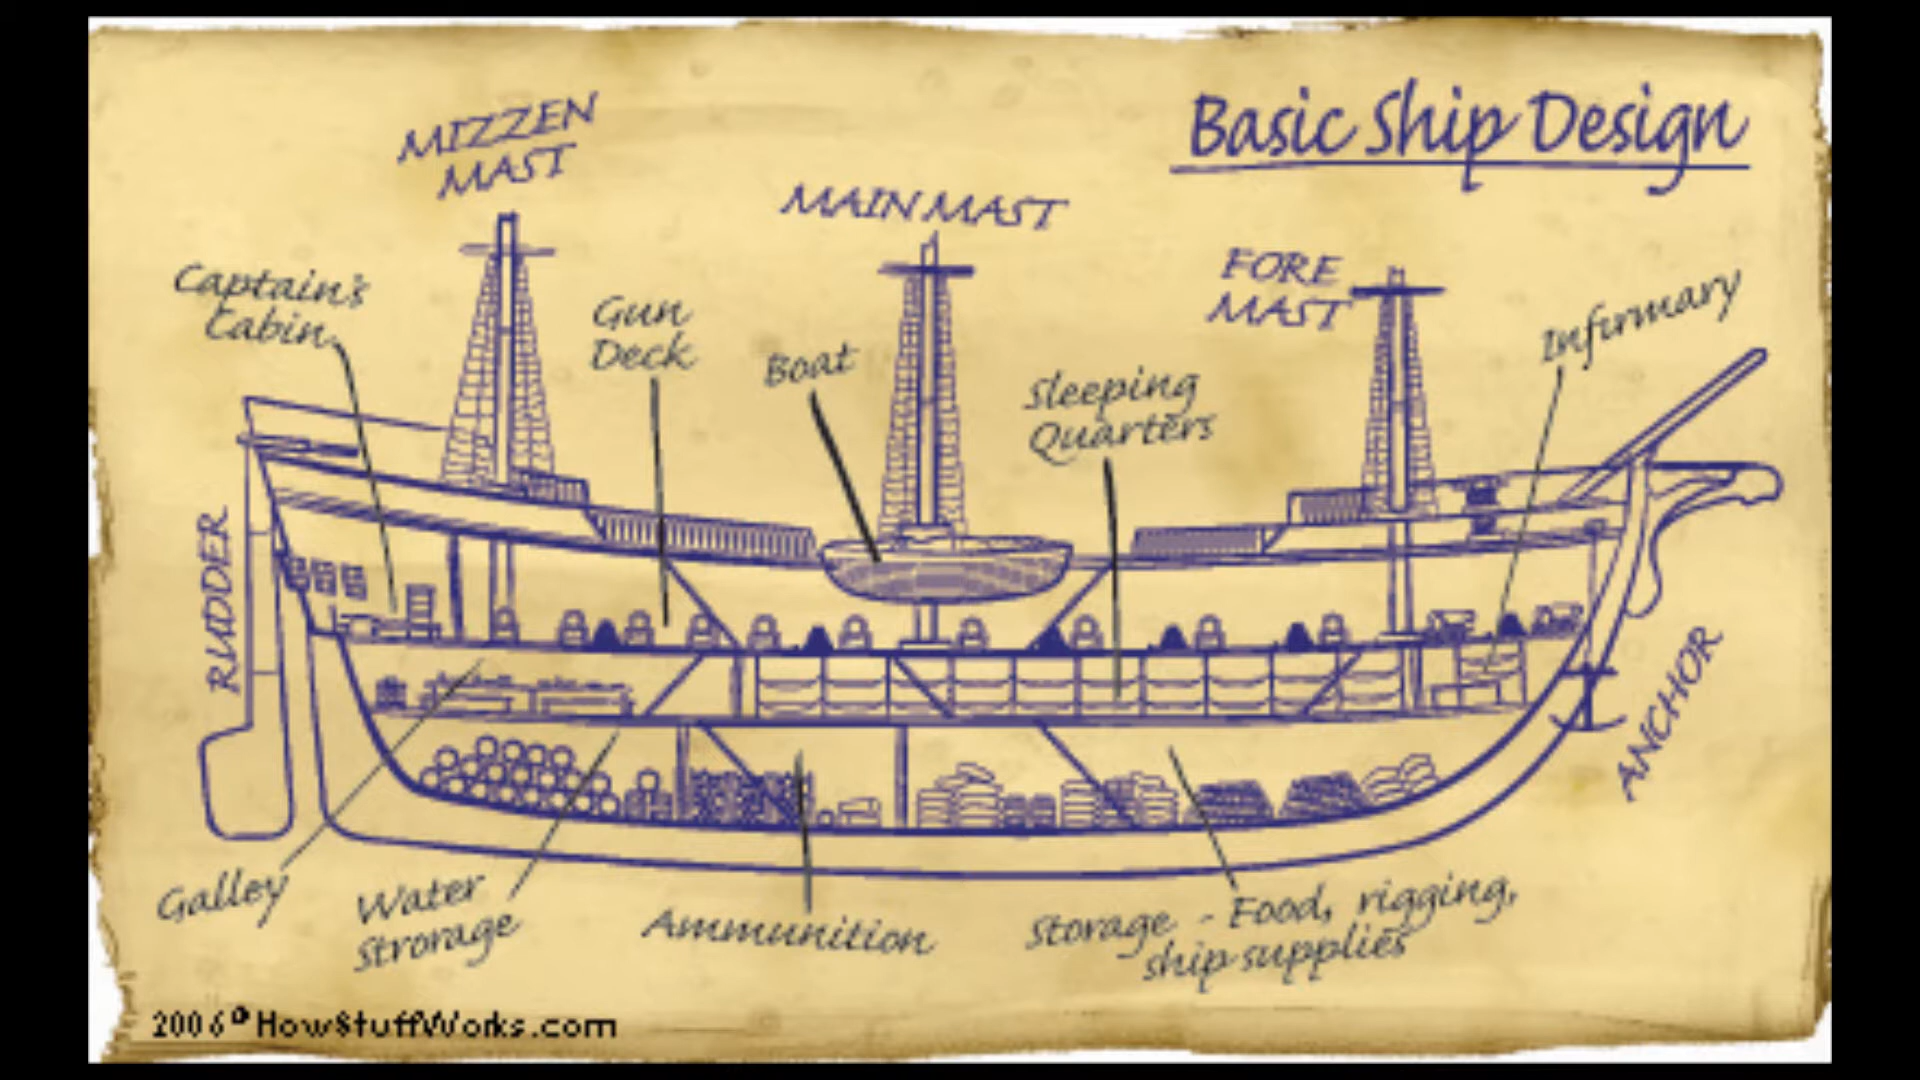 Basic Ship Design
MIZZEN
MAST
MAIN MAST
FORE
MAST
Infirmary
Captain's
Cabin
Gun
Deck
Boat
Sleeping
Quarters
RUDDER
ANCHOR
Galley
Water
Strorage
Ammunition
Storage - Food, rigging,
ship supplies
2006 © HowStuffWorks.com